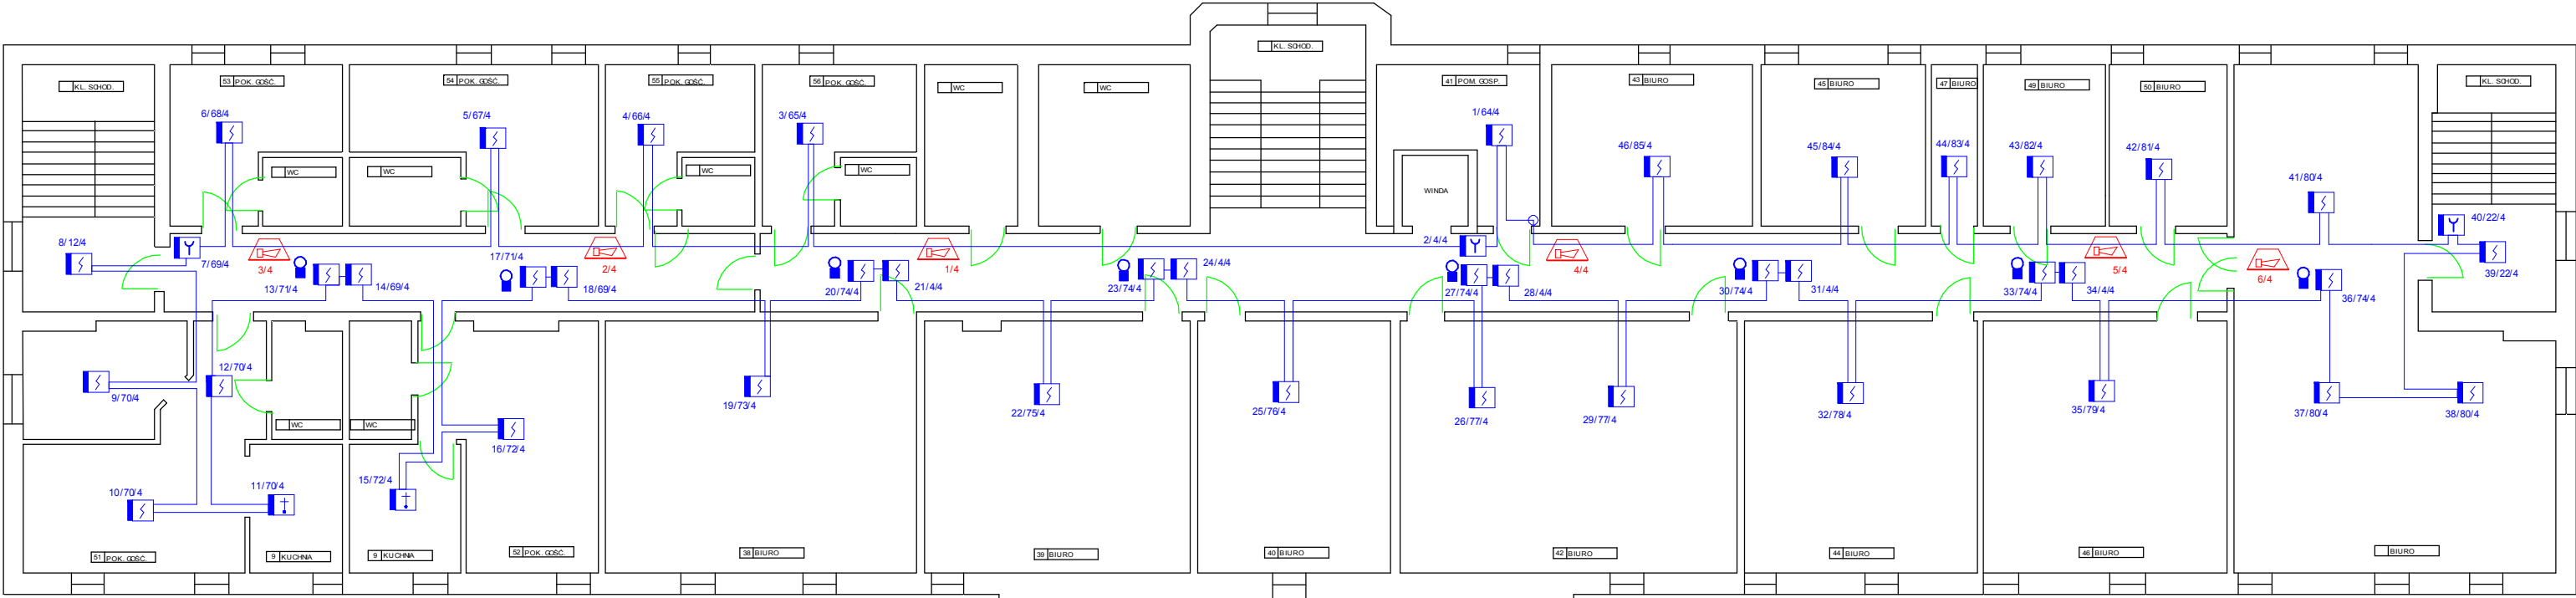 KL. SCHOD.
53 POK. GOŚĆ.
54 POK. GOŚĆ.
55 POK. GOŚĆ.
56 POK. GOŚĆ.
WC
WC
KL. SCHOD.
41 POM. GOSP.
43 BIURO
45 BIURO
47 BIURO
49 BIURO
50 BIURO
KL. SCHOD.
6/68/4
5/67/4
4/66/4
3/65/4
1/64/4
46/85/4
45/84/4
44/83/4
43/82/4
42/81/4
41/80/4
WC
WC
WC
WC
WINDA
40/22/4
8/12/4
7/69/4
3/4
17/71/4
2/4
1/4
2/4/4
4/4
5/4
6/4
39/22/4
13/71/4
14/69/4
18/69/4
20/74/4
21/4/4
23/74/4
24/4/4
27/74/4
28/4/4
30/74/4
31/4/4
33/74/4
34/4/4
36/74/4
9/70/4
12/70/4
19/73/4
22/75/4
25/76/4
26/77/4
29/77/4
32/78/4
35/79/4
37/80/4
38/80/4
WC
WC
16/72/4
10/70/4
11/70/4
15/72/4
51 POK. GOŚĆ.
9 KUCHNIA
9 KUCHNIA
52 POK. GOŚĆ.
38 BIURO
39 BIURO
40 BIURO
42 BIURO
44 BIURO
46 BIURO
BIURO